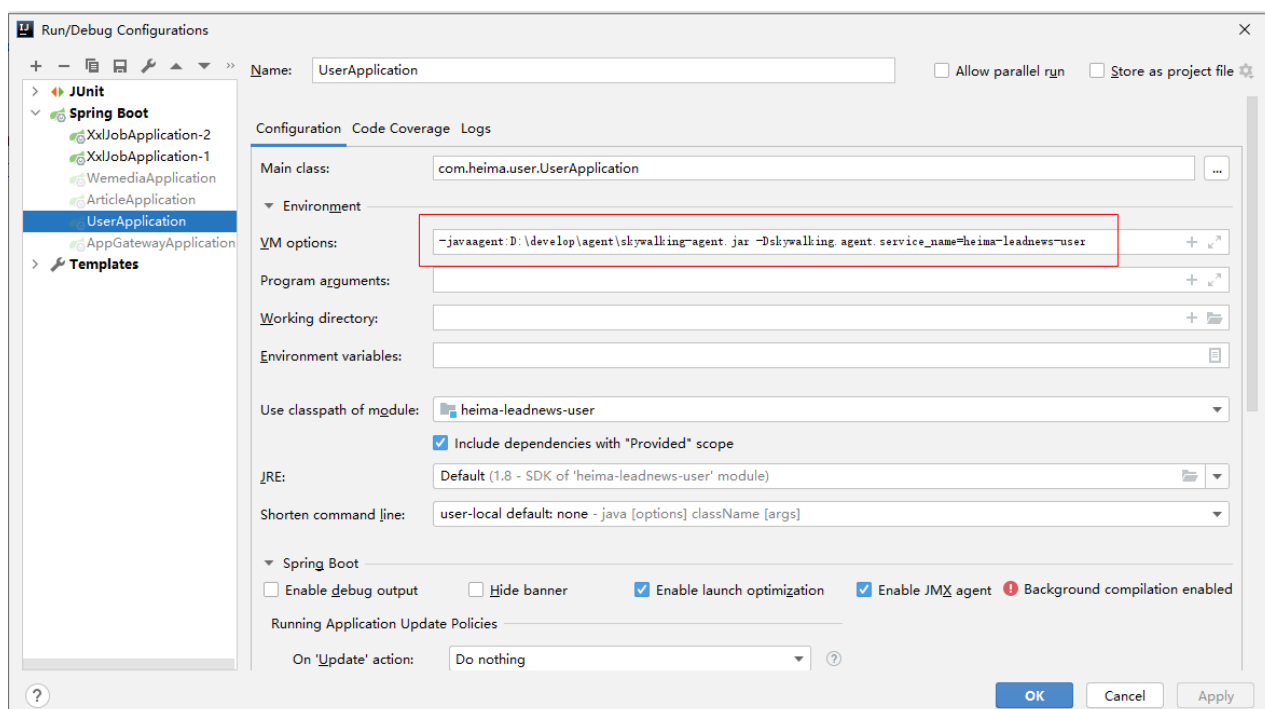 Run/Debug Configurations
Name: UserApplication
Allow parallel run
Store as project file
JUnit
Spring Boot
XxlJobApplication-2
XxlJobApplication-1
WemediaApplication
ArticleApplication
UserApplication
AppGatewayApplication
Templates
Configuration Code Coverage Logs
Main class: com.heima.user.UserApplication ...
Environment
VM options: -javaagent:D:\develop\agent\skywalking-agent.jar -Dskywalking.agent.service_name=heima-leadnews-user
Program arguments:
Working directory:
Environment variables:
Use classpath of module: heima-leadnews-user
Include dependencies with "Provided" scope
JRE: Default (1.8 - SDK of 'heima-leadnews-user' module)
Shorten command line: user-local default: none - java [options] className [args]
Spring Boot
Enable debug output Hide banner Enable launch optimization Enable JMX agent Background compilation enabled
Running Application Update Policies
On 'Update' action: Do nothing ?
? OK Cancel Apply